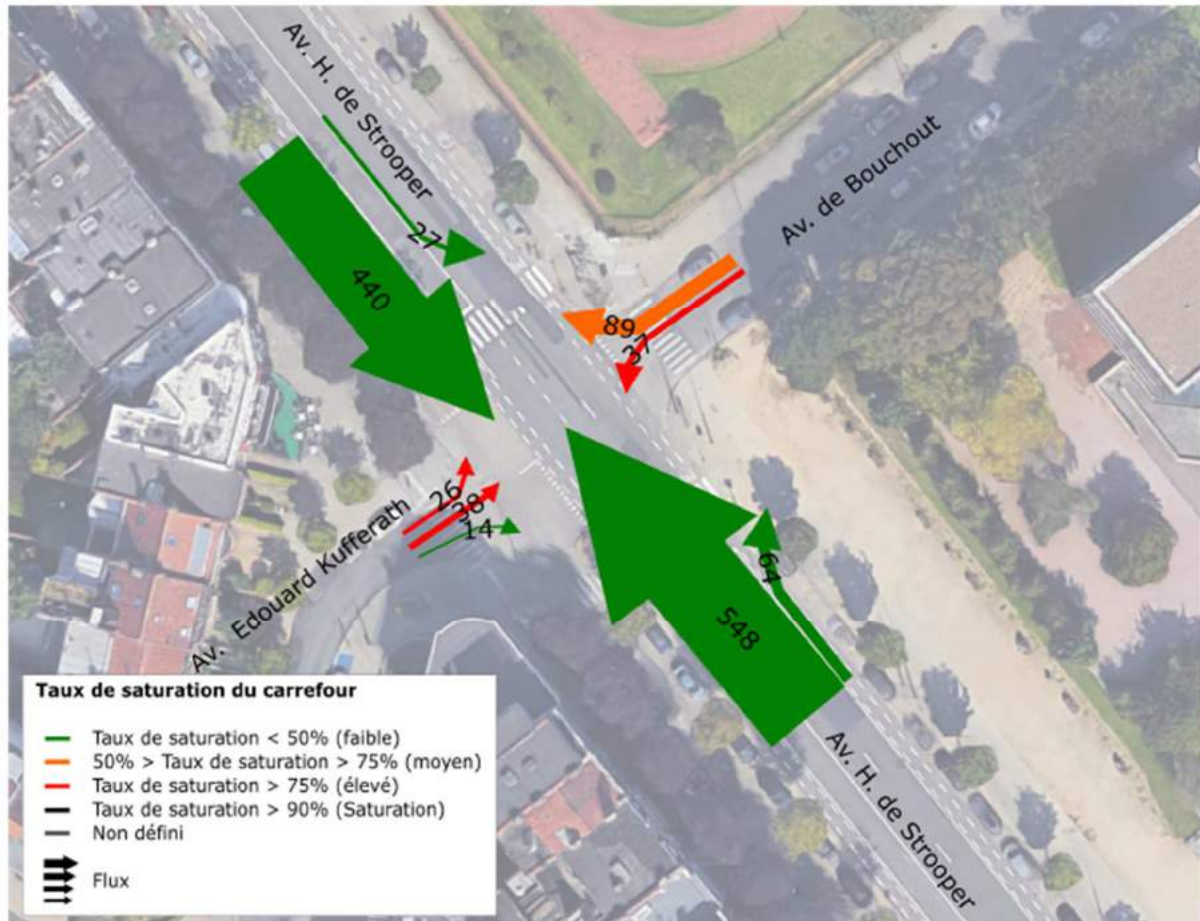 Av. H. de Strooper
Av. de Bouchout
27
440
89
37
26
38
14
64
548
Av. Edouard Kufferath
Av. H. de Strooper
Taux de saturation du carrefour
Taux de saturation < 50% (faible)
50% > Taux de saturation > 75% (moyen)
Taux de saturation > 75% (élevé)
Taux de saturation > 90% (Saturation)
Non défini
Flux